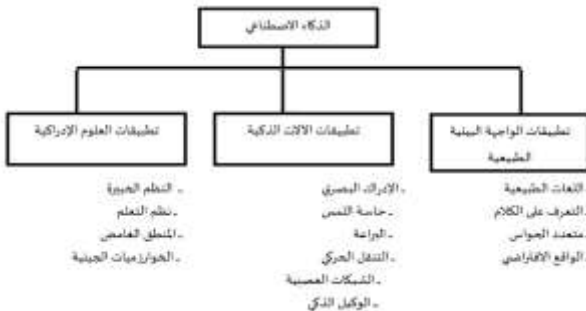 الذكاء الاصطناعي
تطبيقات الواجهة البينية
الطبيعية
اللغات الطبيعية
ـ التعرف على الكلام
ـ متعدد الحواس
ـ الواقع الافتراضي
تطبيقات الآلات الذكية
ـ الإدراك البصري
ـ حاسة اللمس
ـ البراعة
ـ التنقل الحركي
ـ الشبكات العصبية
ـ الوكيل الذكي
تطبيقات العلوم الإدراكية
ـ النظم الخبيرة
ـ نظم التعلم
ـ المنطق الغامض
ـ الخوارزميات الجينية